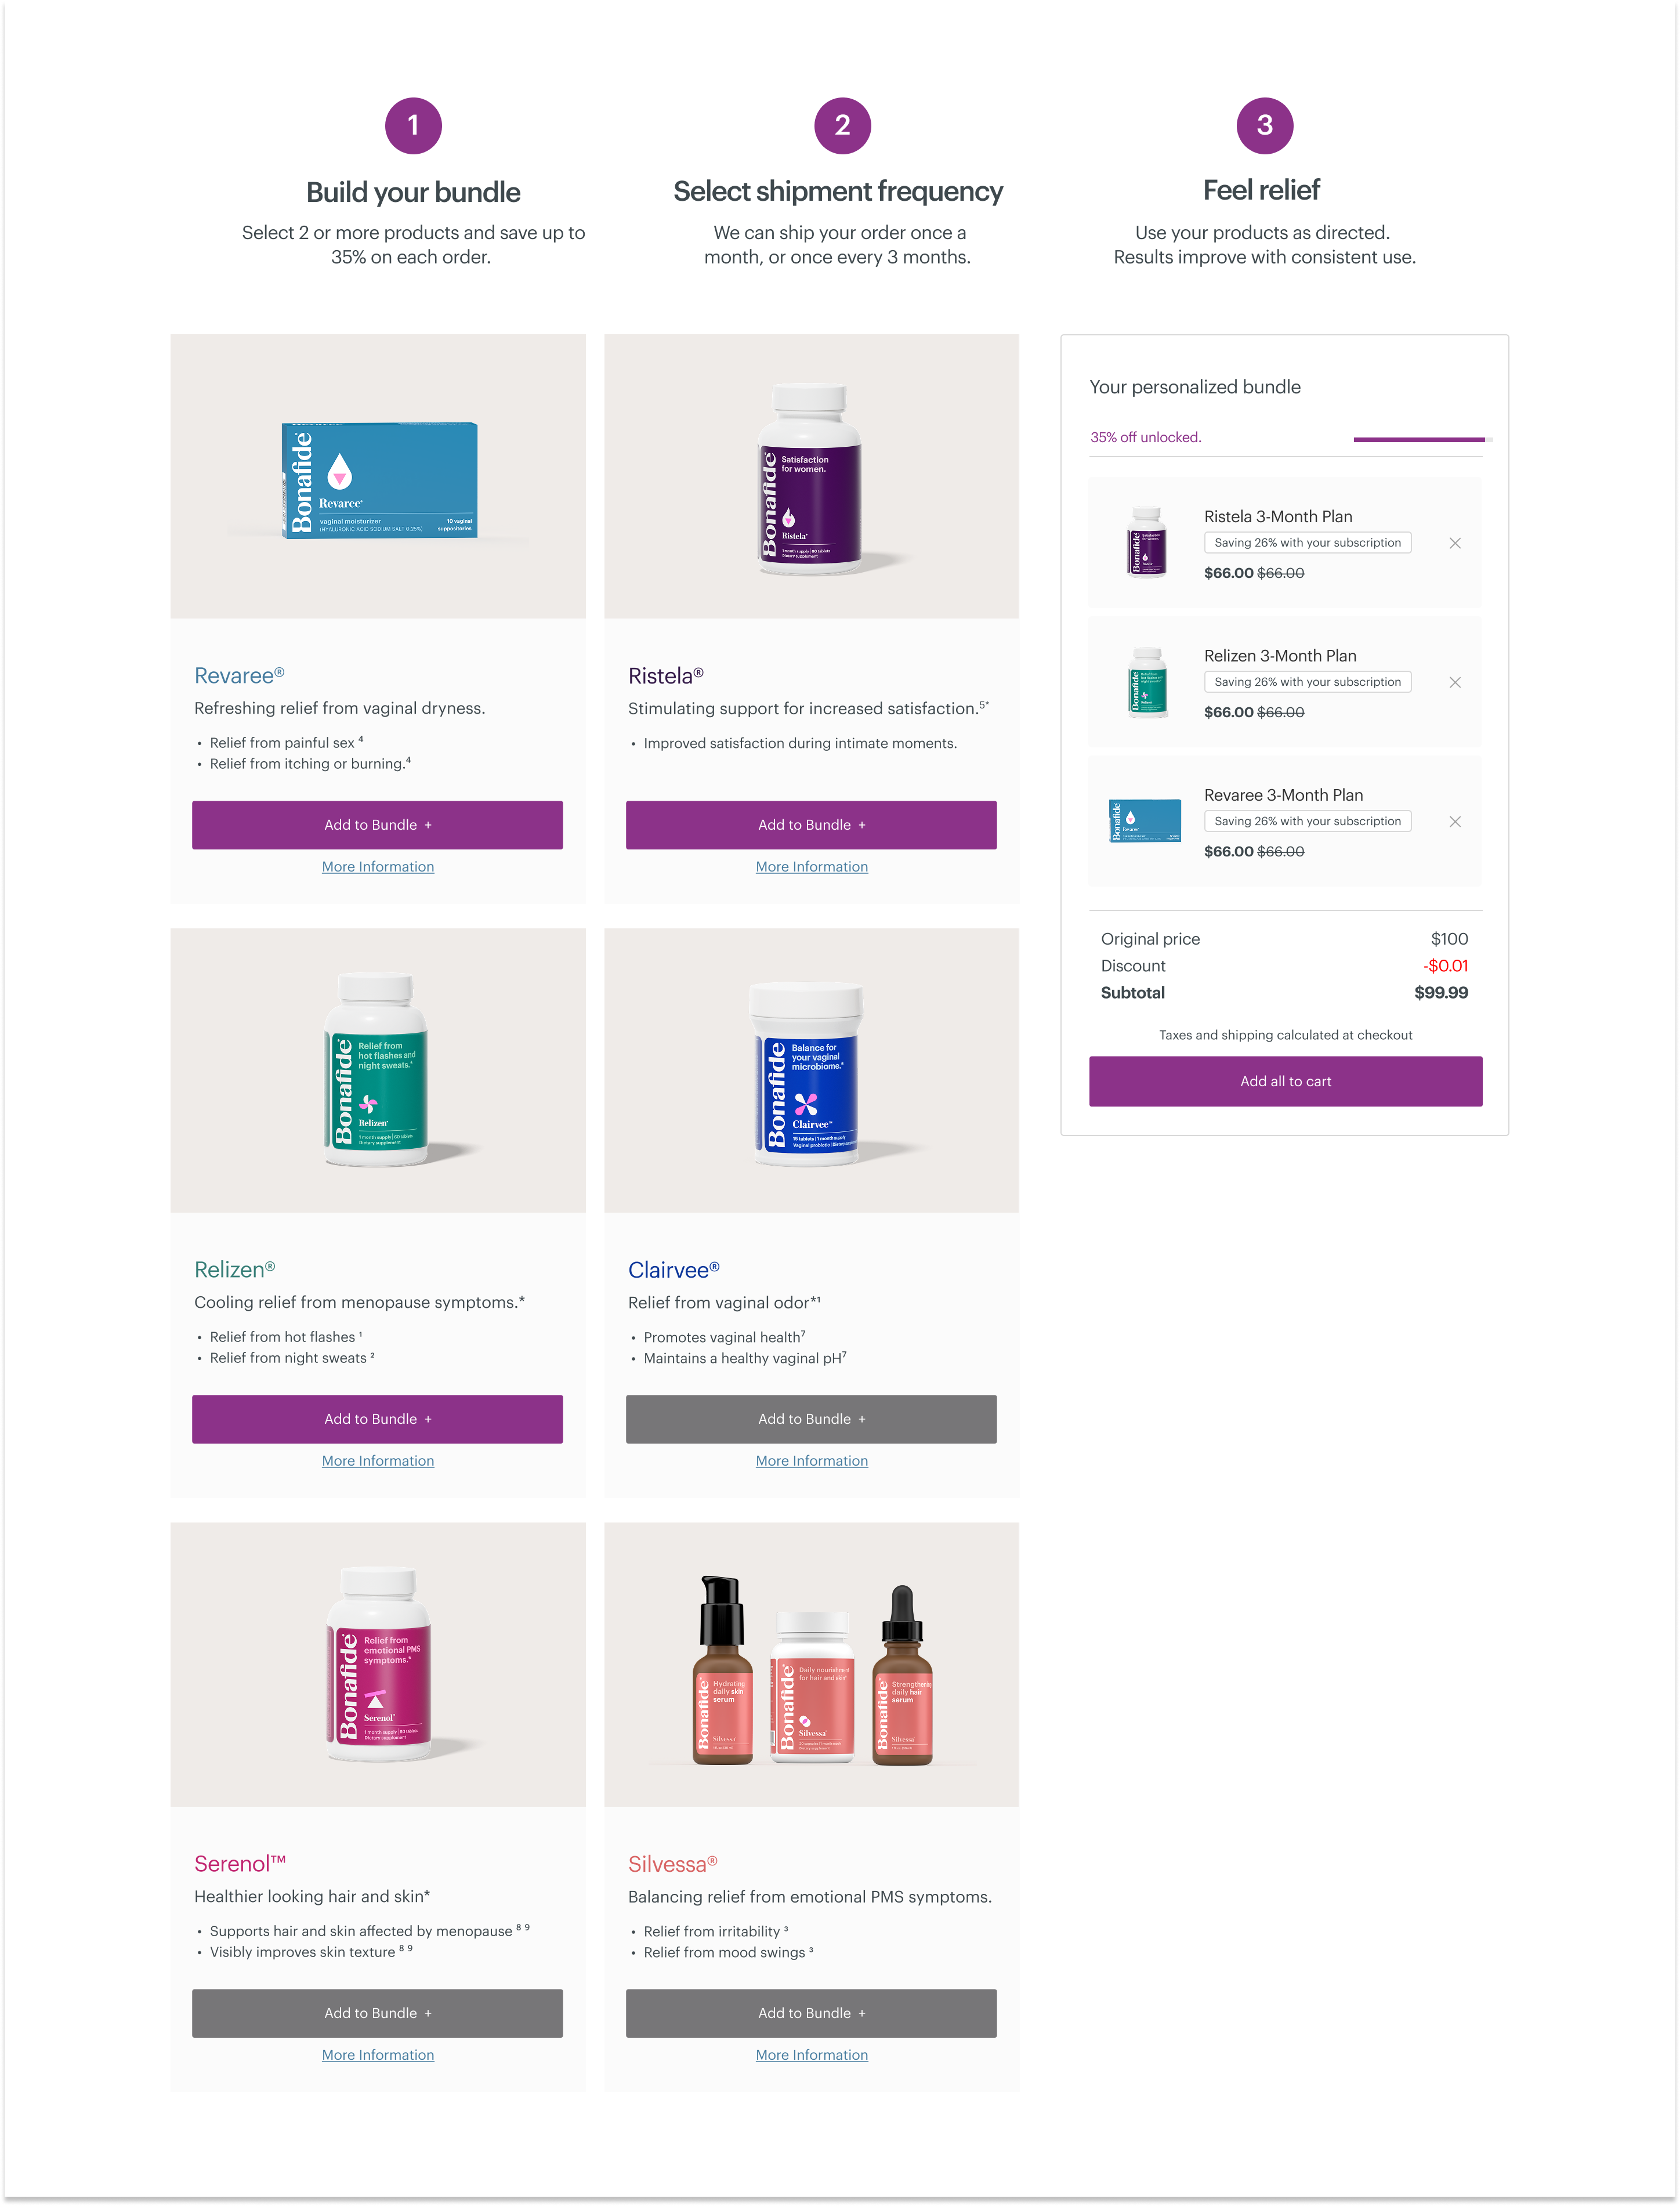 1
Build your bundle
Select 2 or more products and save up to
35% on each order.
2
Select shipment frequency
We can ship your order once a
month, or once every 3 months.
3
Feel relief
Use your products as directed.
Results improve with consistent use.
Bonafide
Revaree
vaginal moisturizer
(HYALURONIC ACID SODIUM SALT 0.25%)
10 vaginal
suppositories
Revaree®
Refreshing relief from vaginal dryness.
• Relief from painful sex ⁴
• Relief from itching or burning.⁴
Add to Bundle +
More Information
Bonafide
Satisfaction
for women.
Ristela
1 month supply | 60 tablets
Dietary supplement
Ristela®
Stimulating support for increased satisfaction.⁵*
• Improved satisfaction during intimate moments.
Add to Bundle +
More Information
Bonafide
Relief from
hot flashes and
night sweats.*
Relizen
1 month supply | 60 tablets
Dietary supplement
Relizen®
Cooling relief from menopause symptoms.*
• Relief from hot flashes ¹
• Relief from night sweats ²
Add to Bundle +
More Information
Bonafide
Balance for
your vaginal
microbiome.*
Clairvee™
15 tablets | 1 month supply
Vaginal probiotic | Dietary
Clairvee®
Relief from vaginal odor*¹
• Promotes vaginal health⁷
• Maintains a healthy vaginal pH⁷
Add to Bundle +
More Information
Bonafide
Relief from
emotional PMS
symptoms.*
Serenol
1 month supply | 60 tablets
Dietary supplement
Serenol™
Healthier looking hair and skin*
• Supports hair and skin affected by menopause ⁸ ⁹
• Visibly improves skin texture ⁸ ⁹
Add to Bundle +
More Information
Bonafide
Hydrating
daily skin
serum
Silvessa
Bonafide
Daily nourishment
for hair and skin*
Silvessa
Bonafide
Strengthening
daily hair
serum
Silvessa
Silvessa®
Balancing relief from emotional PMS symptoms.
• Relief from irritability ³
• Relief from mood swings ³
Add to Bundle +
More Information
Your personalized bundle
35% off unlocked.
Bonafide
Ristela 3-Month Plan
Saving 26% with your subscription
$66.00 $66.00
Bonafide
Relizen 3-Month Plan
Saving 26% with your subscription
$66.00 $66.00
Bonafide
Revaree
Revaree 3-Month Plan
Saving 26% with your subscription
$66.00 $66.00
Original price $100
Discount -$0.01
Subtotal $99.99
Taxes and shipping calculated at checkout
Add all to cart